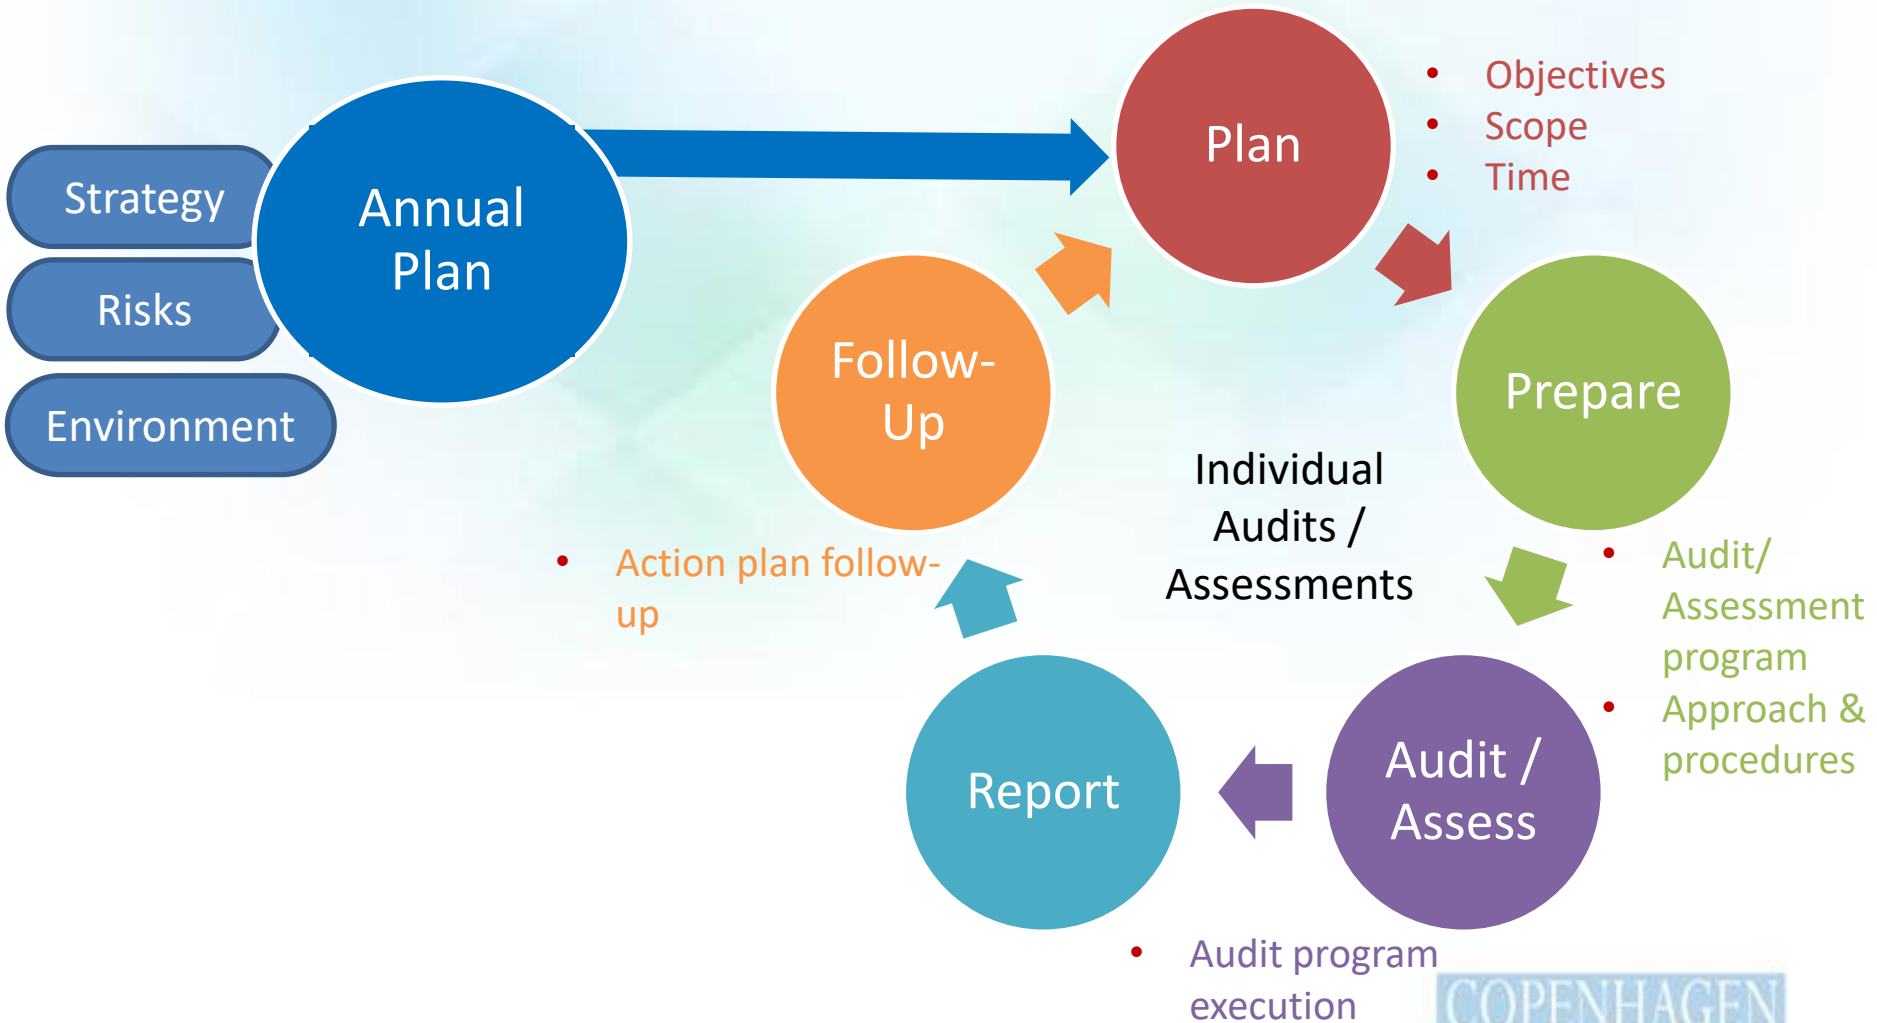 Strategy
Risks
Environment
Annual
Plan
Plan
• Objectives
• Scope
• Time
Prepare
• Audit/
Assessment
program
• Approach &
procedures
Audit /
Assess
• Audit program
execution
Report
Follow-
Up
• Action plan follow-
up
Individual
Audits /
Assessments
COPENHAGEN